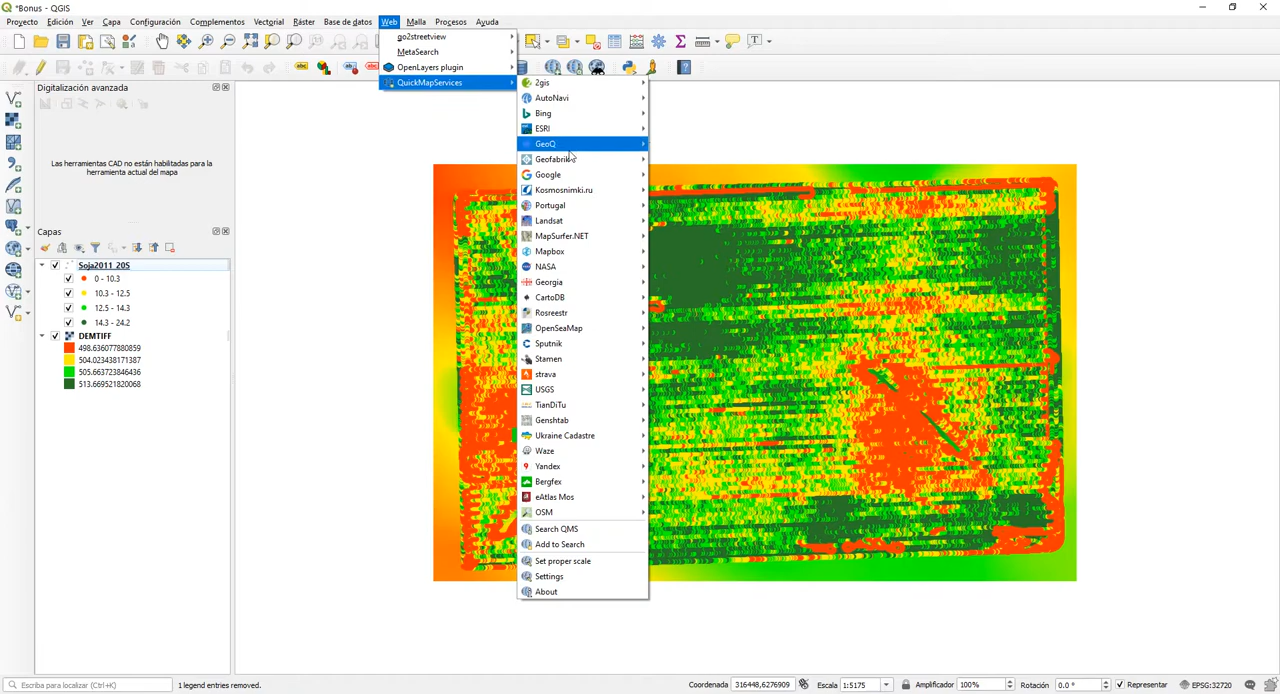 *Bonus - QGIS
Proyecto Edición Ver Capa Configuración Complementos Vectorial Ráster Base de datos Web Malla Procesos Ayuda
go2streetview
MetaSearch
OpenLayers plugin
QuickMapServices
2gis
AutoNavi
Bing
ESRI
GeoQ
Geofabrik
Google
Kosmosnimki.ru
Portugal
Landsat
MapSurfer.NET
Mapbox
NASA
Georgia
CartoDB
Rosreestr
OpenSeaMap
Sputnik
Stamen
strava
USGS
TianDiTu
Genshtab
Ukraine Cadastre
Waze
Yandex
Bergfex
eAtlas Mos
OSM
Search QMS
Add to Search
Set proper scale
Settings
About
Digitalización avanzada
Las herramientas CAD no están habilitadas para la
herramienta actual del mapa
Capas
Soja2011_20S
0 - 10.3
10.3 - 12.5
12.5 - 14.3
14.3 - 24.2
DEMTIFF
498.636077880859
504.023438171387
505.663723846436
513.669521820068
Escriba para localizar (Ctrl+K)
1 legend entries removed.
Coordenada 316448,6276909 Escala 1:5175 Amplificador 100% Rotación 0.0 ° Representar EPSG:32720